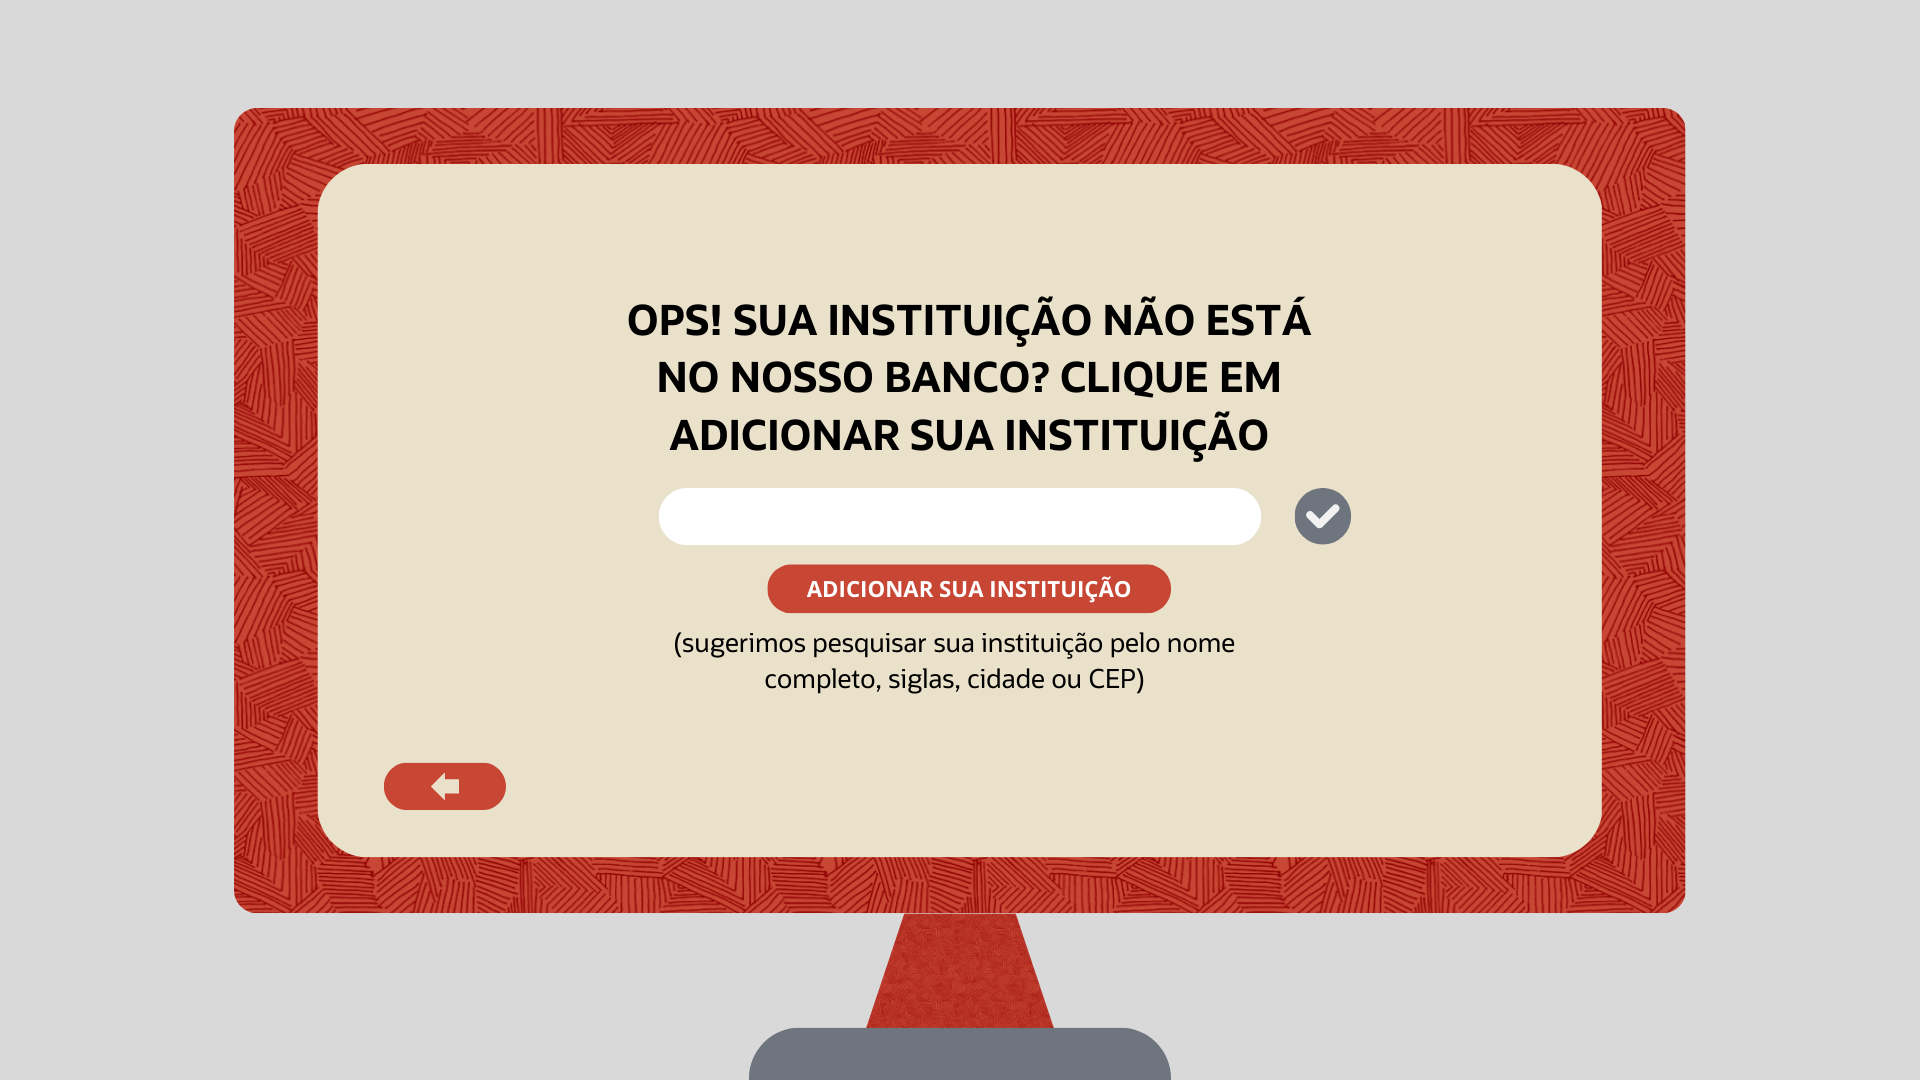 OPS! SUA INSTITUIÇÃO NÃO ESTÁ
NO NOSSO BANCO? CLIQUE EM
ADICIONAR SUA INSTITUIÇÃO
ADICIONAR SUA INSTITUIÇÃO
(sugerimos pesquisar sua instituição pelo nome
completo, siglas, cidade ou CEP)